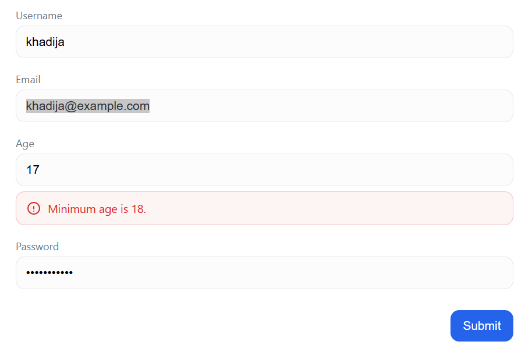 Username
khadija
Email
khadija@example.com
Age
17
Minimum age is 18.
Password
•••••••••••
Submit